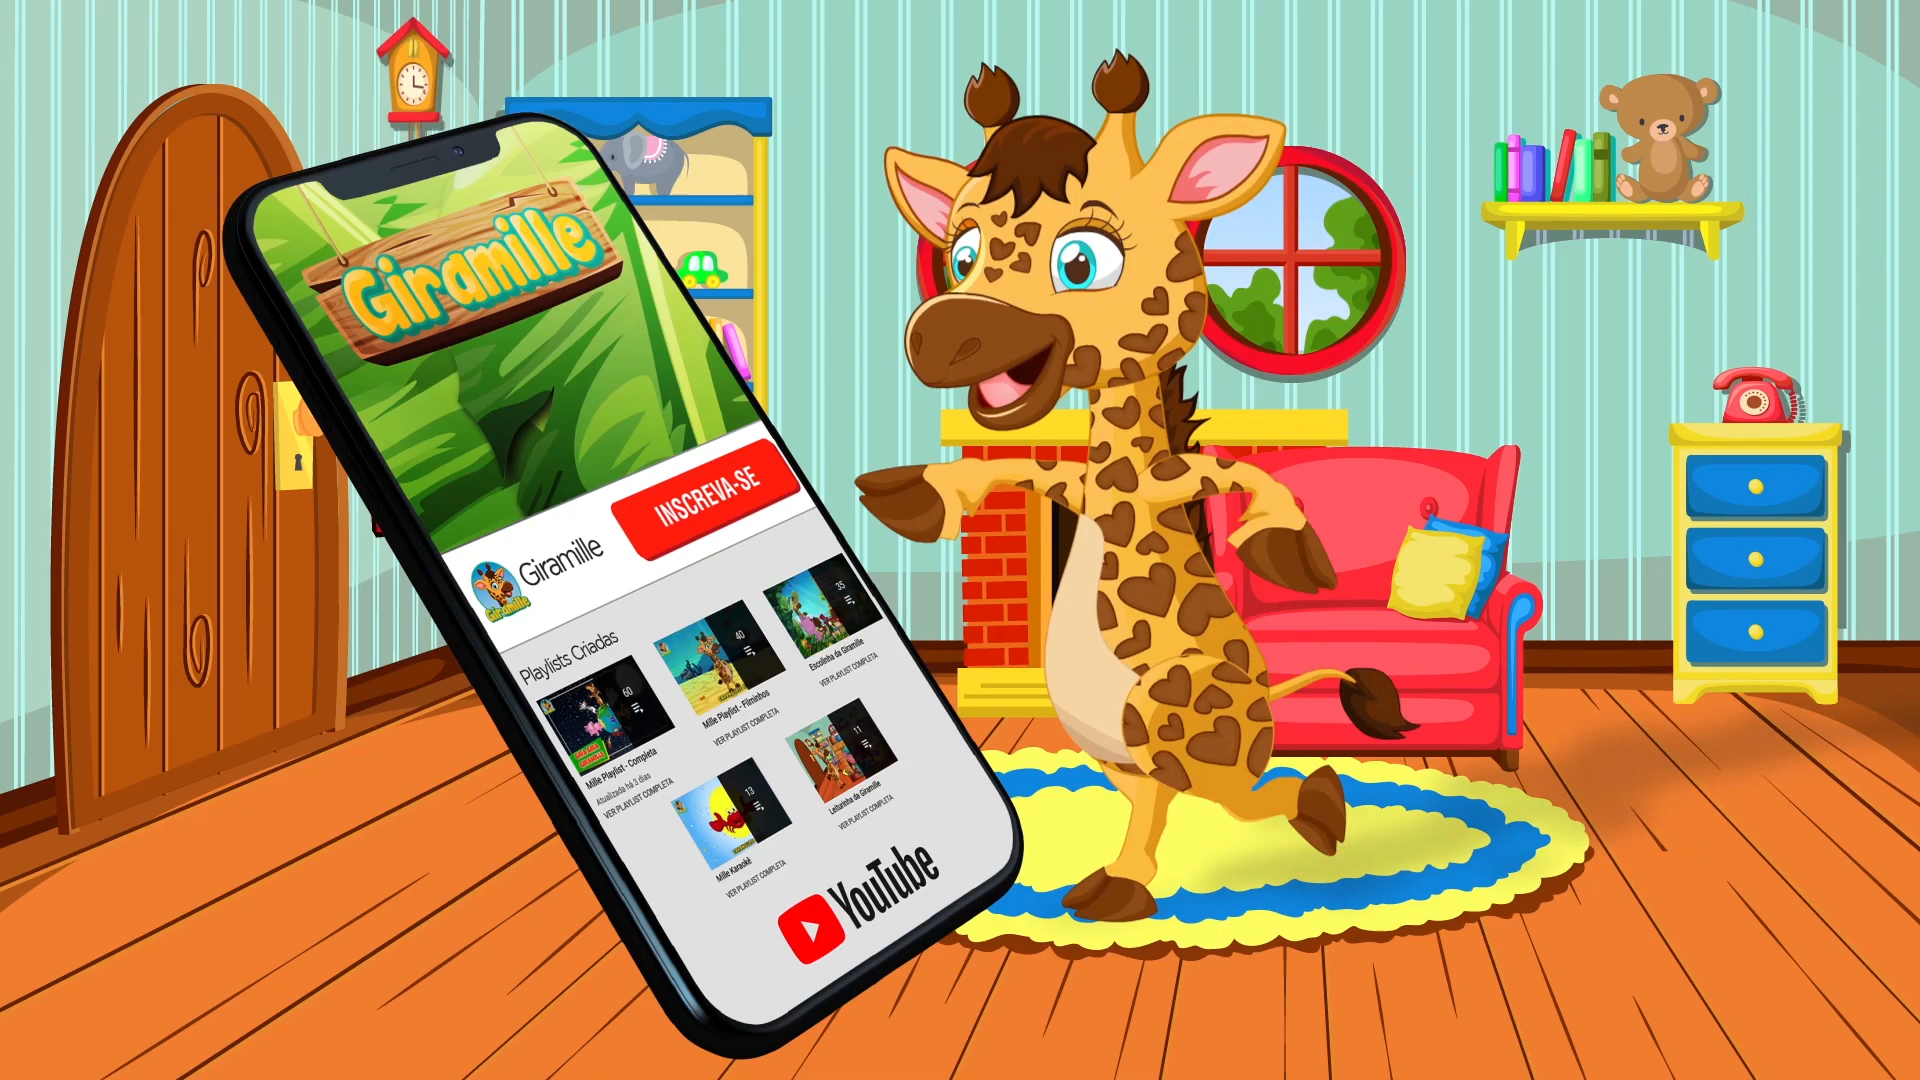 Giramille
INSCREVA-SE
Giramille
Giramille
Playlists Criadas
60
Mille Playlist - Completa
Atualizada há 3 dias
VER PLAYLIST COMPLETA
40
Mille Playlist - Filminhos
VER PLAYLIST COMPLETA
35
Escolinha da Giramille
VER PLAYLIST COMPLETA
13
Mille Karaokê
VER PLAYLIST COMPLETA
11
Leiturinha da Giramille
VER PLAYLIST COMPLETA
YouTube